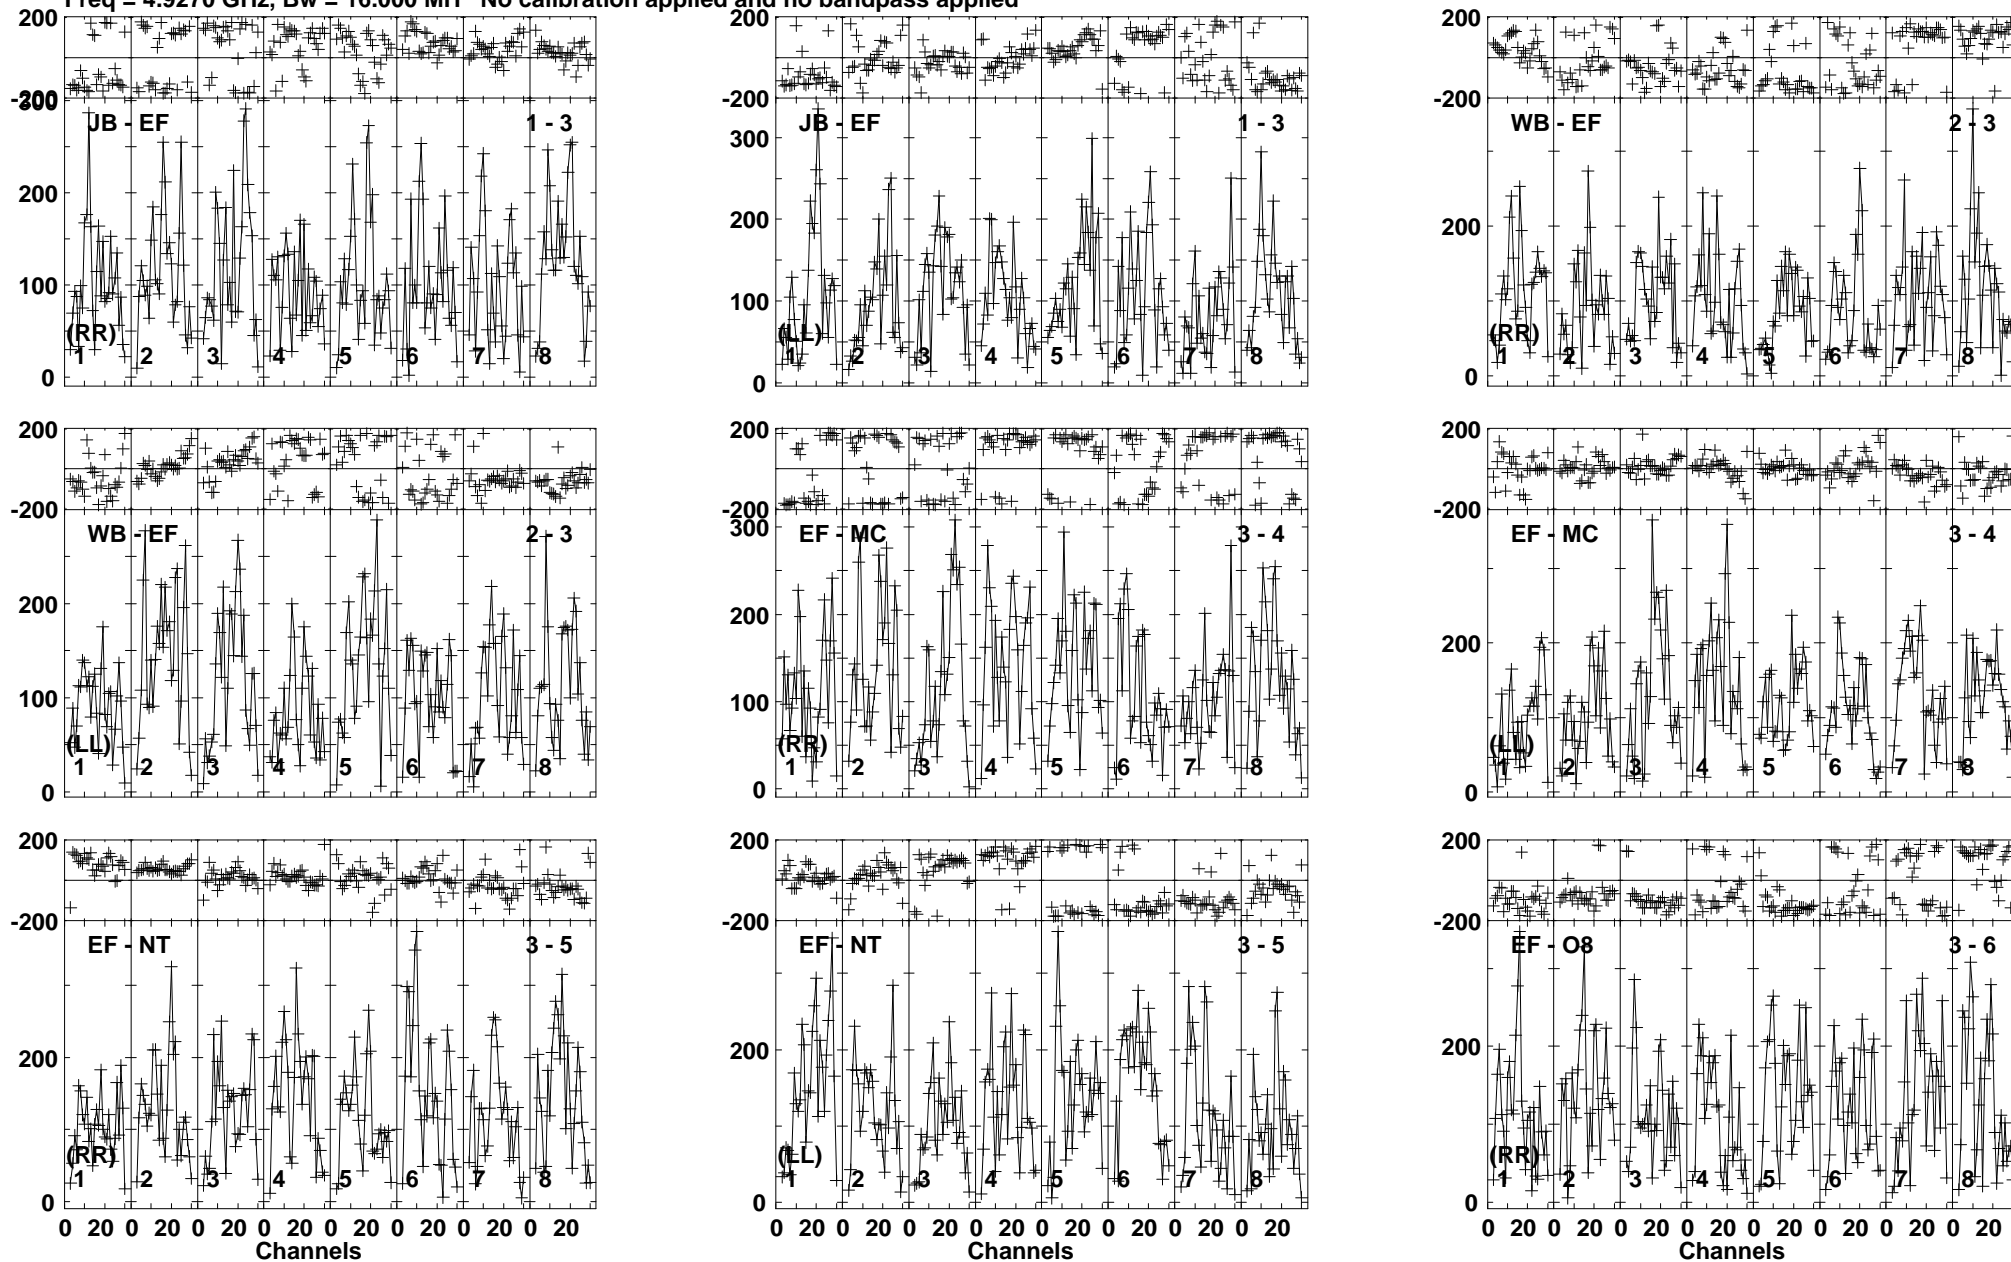 Freq = 4.9270 GHz, Bw = 16.000 MH No calibration applied and no bandpass applied
200 200 200
-200 -200 -200
300 JB - EF 1 - 3 JB - EF 1 - 3 WB - EF 2 - 3
300
200 200 200
100 100
(RR) (LL) (RR)
1 2 3 4 5 6 7 8 1 2 3 4 5 6 7 8 1 2 3 4 5 6 7 8
0 0 0
200 200 200
-200 -200 -200
WB - EF 2 - 3 300 EF - MC 3 - 4 EF - MC 3 - 4
200 200 200
100 100
(LL) (RR) (LL)
1 2 3 4 5 6 7 8 1 2 3 4 5 6 7 8 1 2 3 4 5 6 7 8
0 0 0
200 200 200
-200 -200 -200
EF - NT 3 - 5 EF - NT 3 - 5 EF - O8 3 - 6
200 200 200
(RR) (LL) (RR)
1 2 3 4 5 6 7 8 1 2 3 4 5 6 7 8 1 2 3 4 5 6 7 8
0 0 0
0 20 0 20 0 20 0 20 0 20 0 20 0 20 0 20 0 20 0 20 0 20 0 20 0 20 0 20 0 20 0 20 0 20 0 20 0 20 0 20 0 20 0 20 0 20 0 20
Channels Channels Channels